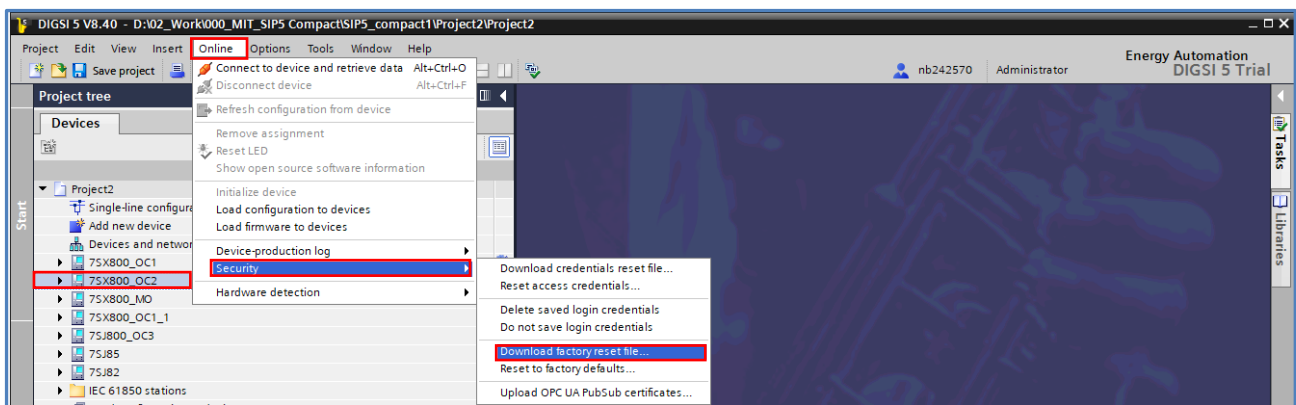 DIGSI 5 V8.40 - D:\02_Work\000_MIT_SIP5 Compact\SIP5_compact1\Project2\Project2
Project Edit View Insert Online Options Tools Window Help
Energy Automation
DIGSI 5 Trial
Save project
nb242570 Administrator
Connect to device and retrieve data Alt+Ctrl+O
Disconnect device Alt+Ctrl+F
Refresh configuration from device
Remove assignment
Reset LED
Show open source software information
Initialize device
Load configuration to devices
Load firmware to devices
Device-production log
Security
Hardware detection
Download credentials reset file...
Reset access credentials...
Delete saved login credentials
Do not save login credentials
Download factory reset file...
Reset to factory defaults...
Upload OPC UA PubSub certificates...
Project tree
Devices
Project2
Single-line configura
Add new device
Devices and networ
7SX800_OC1
7SX800_OC2
7SX800_MO
7SX800_OC1_1
7SJ800_OC3
7SJ85
7SJ82
IEC 61850 stations
Start
Tasks
Libraries